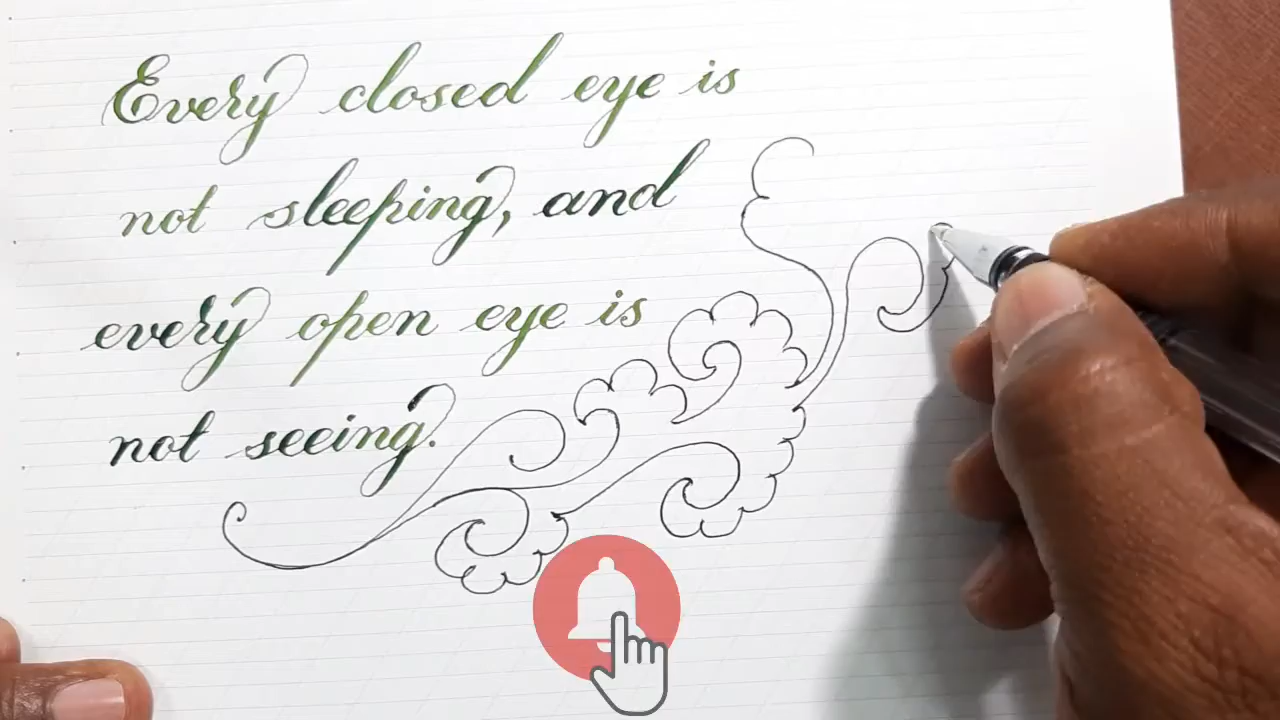 Every closed eye is
not sleeping, and
every open eye is
not seeing.